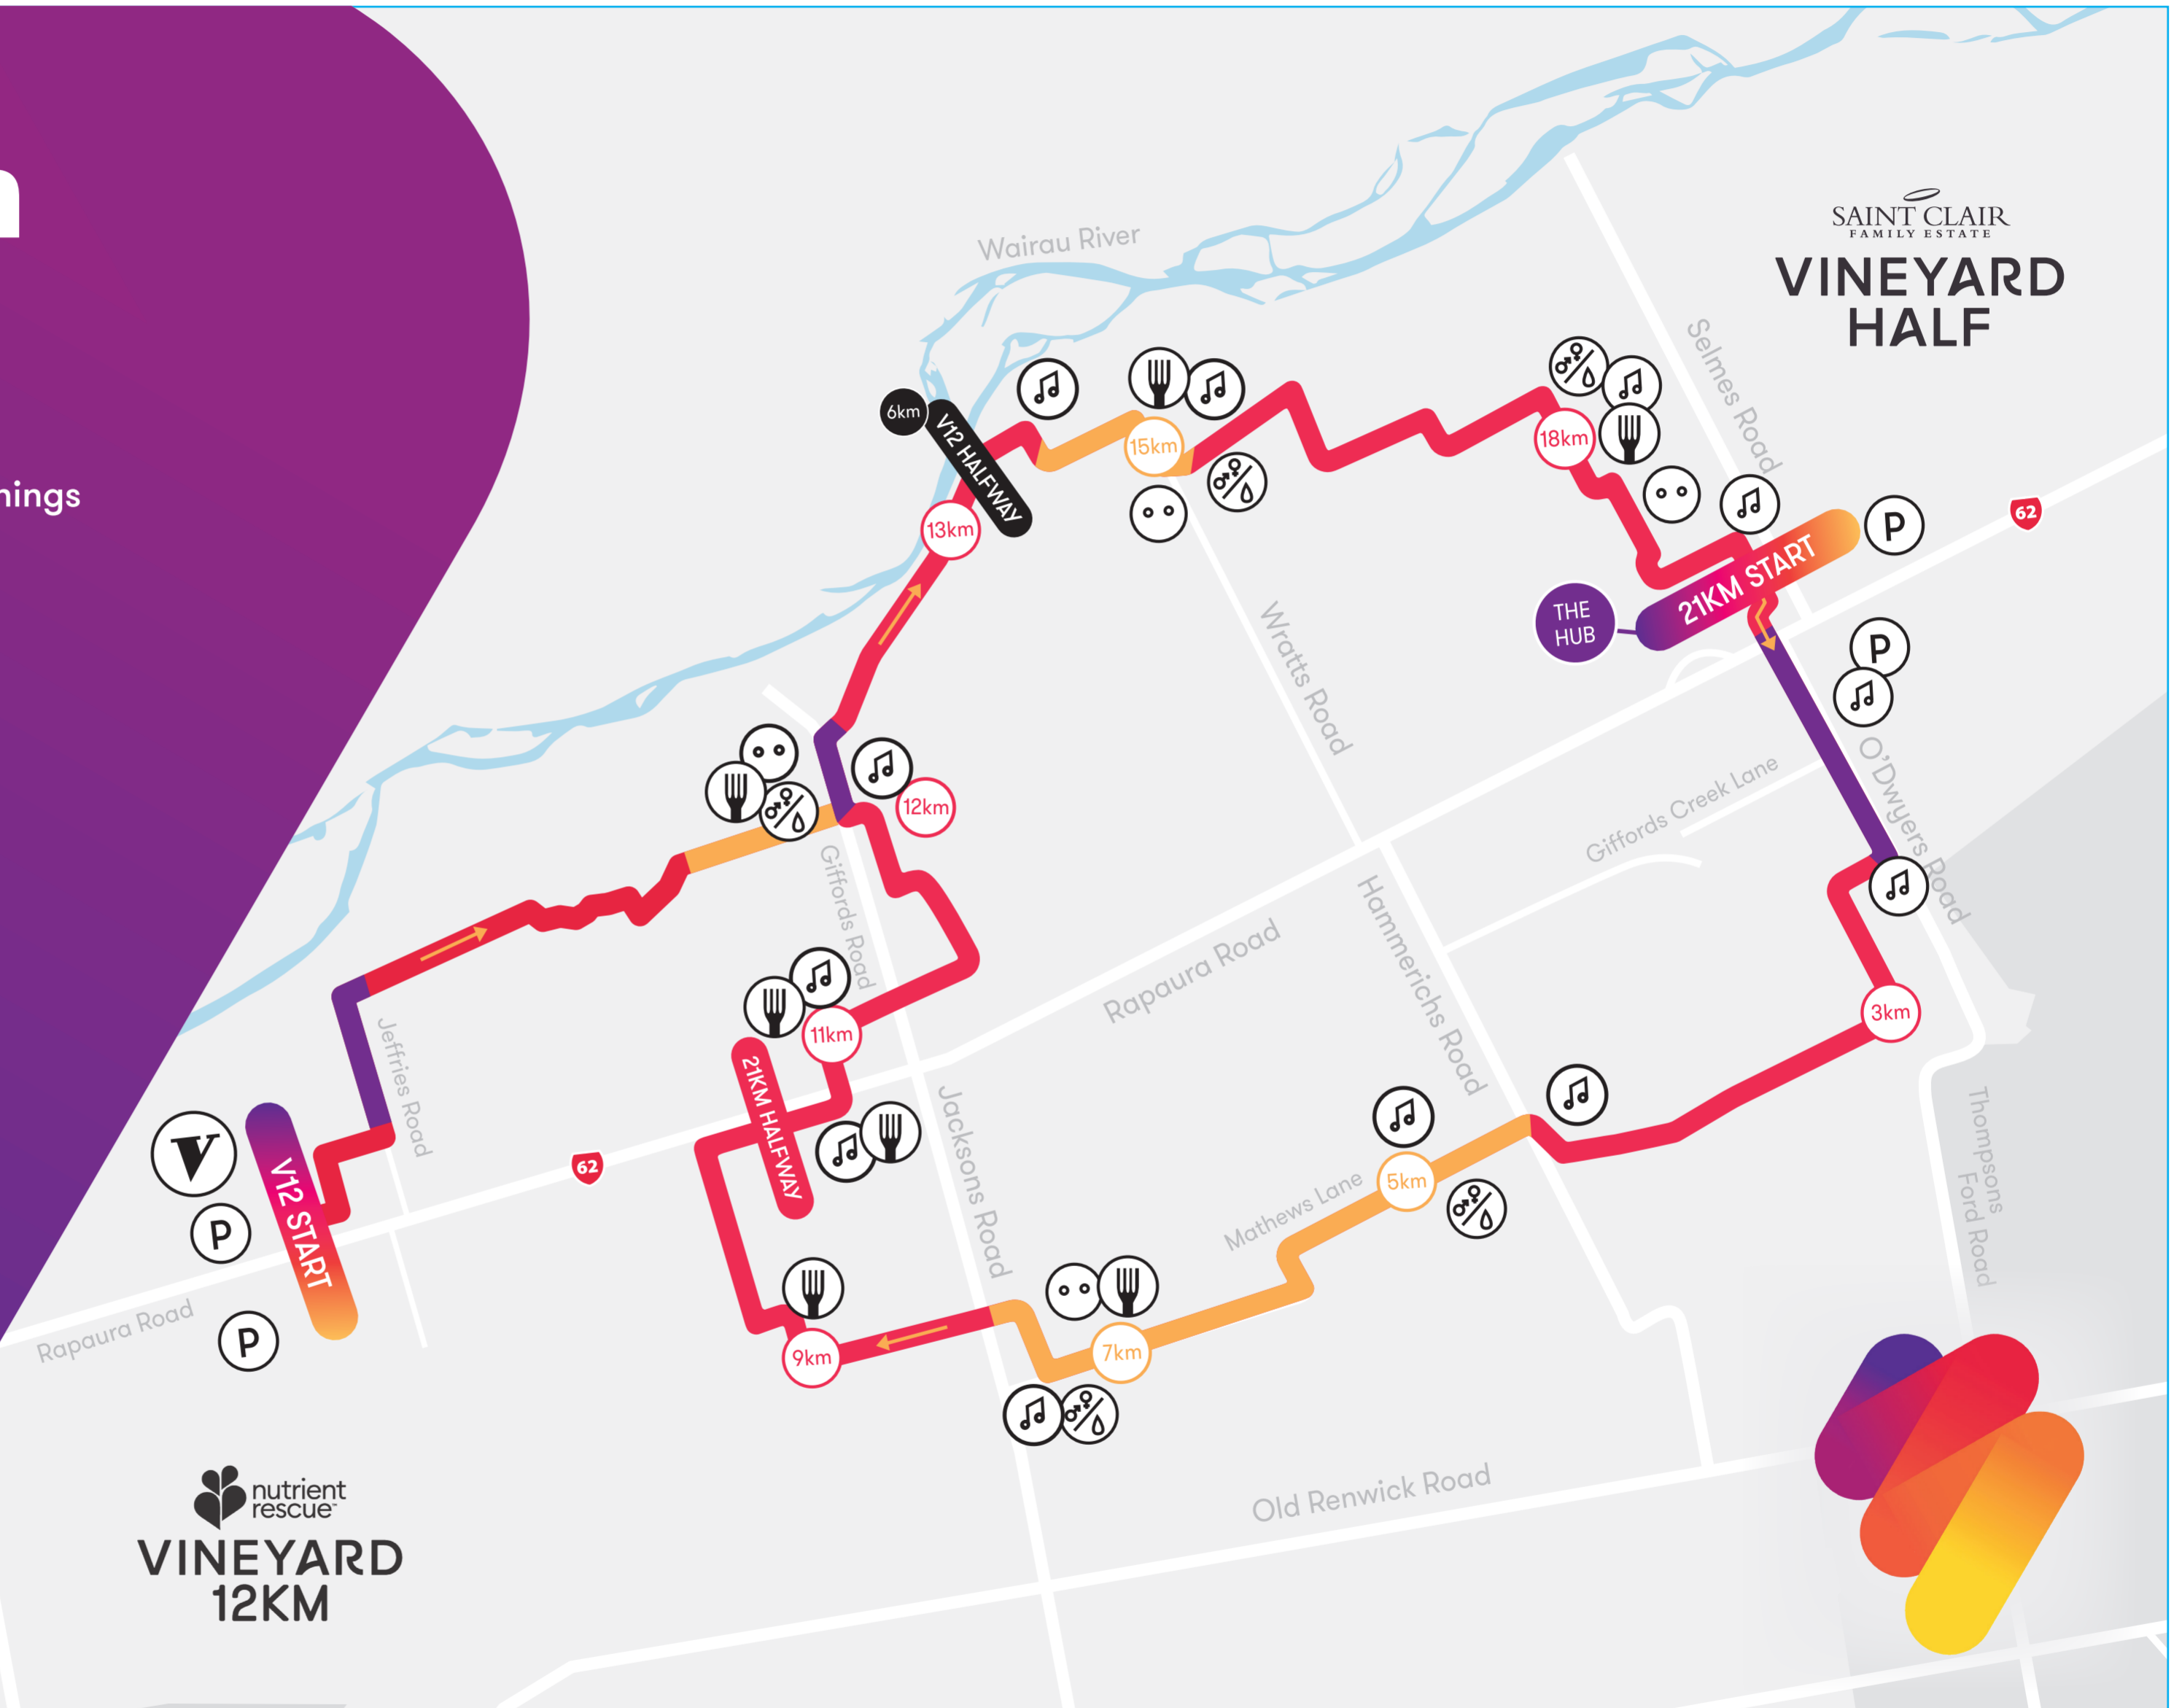 nings
SAINT CLAIR
FAMILY ESTATE
VINEYARD
HALF
Wairau River
Selmes Road
6km
V12 HALFWAY
15km
18km
13km
62
P
21KM START
THE
HUB
P
Wratts Road
O'Dwyers Road
Giffords Creek Lane
12km
Giffords Road
Hammerichs Road
Rapaura Road
3km
11km
21KM HALFWAY
Jeffries Road
Jacksons Road
Thompsons
Ford Road
V
V12 START
P
62
5km
Mathews Lane
Rapaura Road
P
7km
9km
nutrient
rescue™
VINEYARD
12KM
Old Renwick Road